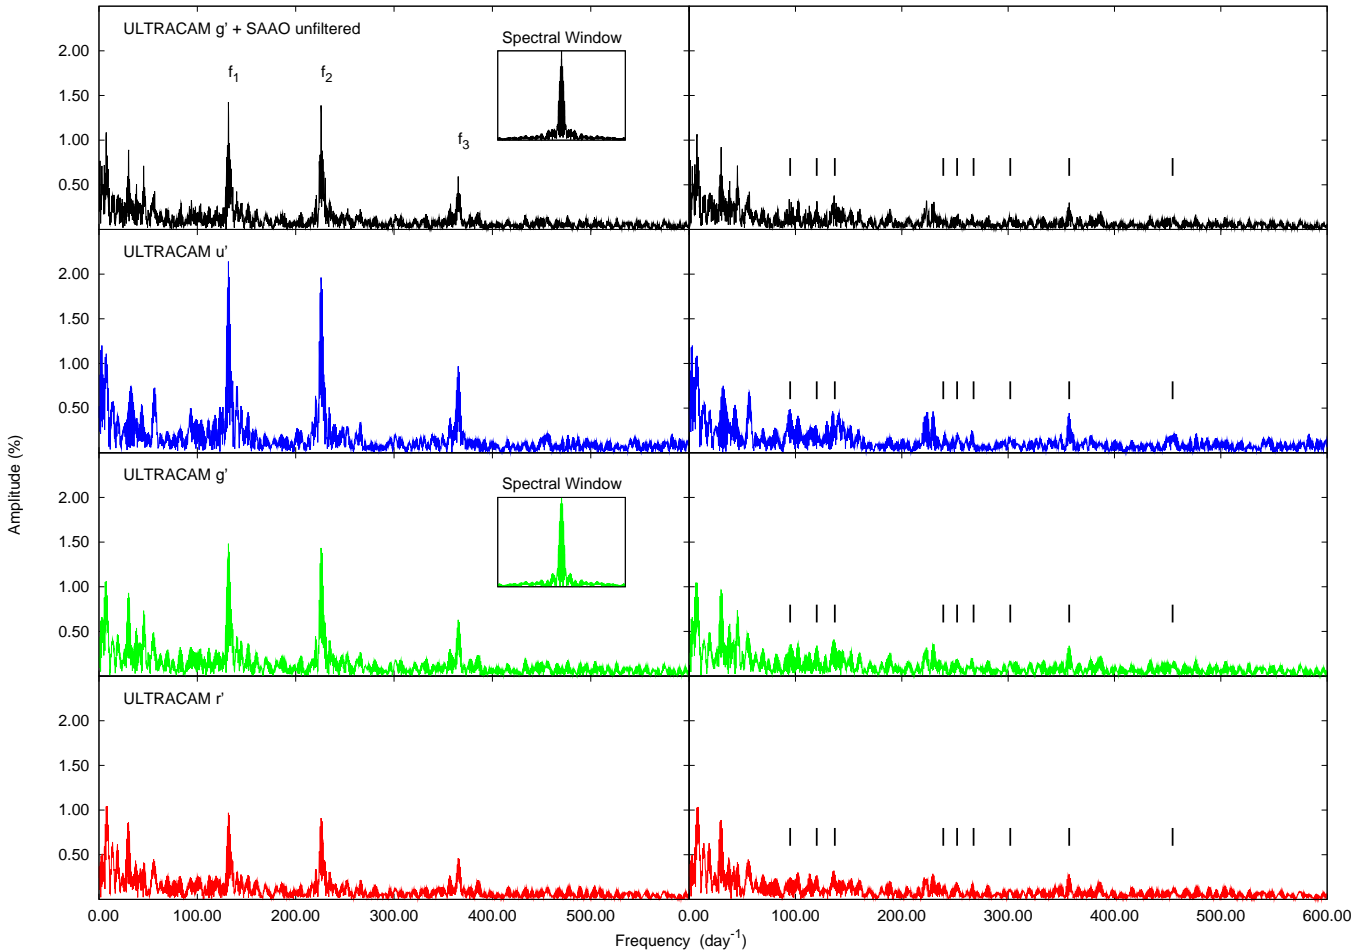 ULTRACAM g' + SAAO unfiltered
Spectral Window
f1
f2
f3
2.00
1.50
1.00
0.50
ULTRACAM u'
2.00
1.50
1.00
0.50
ULTRACAM g'
Spectral Window
2.00
1.50
1.00
0.50
ULTRACAM r'
2.00
1.50
1.00
0.50
Amplitude (%)
0.00 100.00 200.00 300.00 400.00 500.00 0.00 100.00 200.00 300.00 400.00 500.00 600.00
Frequency (day-1)